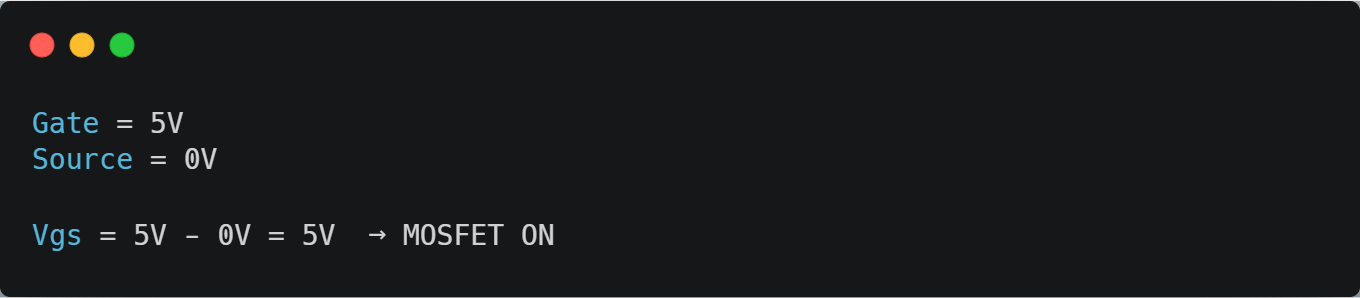 Gate = 5V
Source = 0V
Vgs = 5V - 0V = 5V  → MOSFET ON